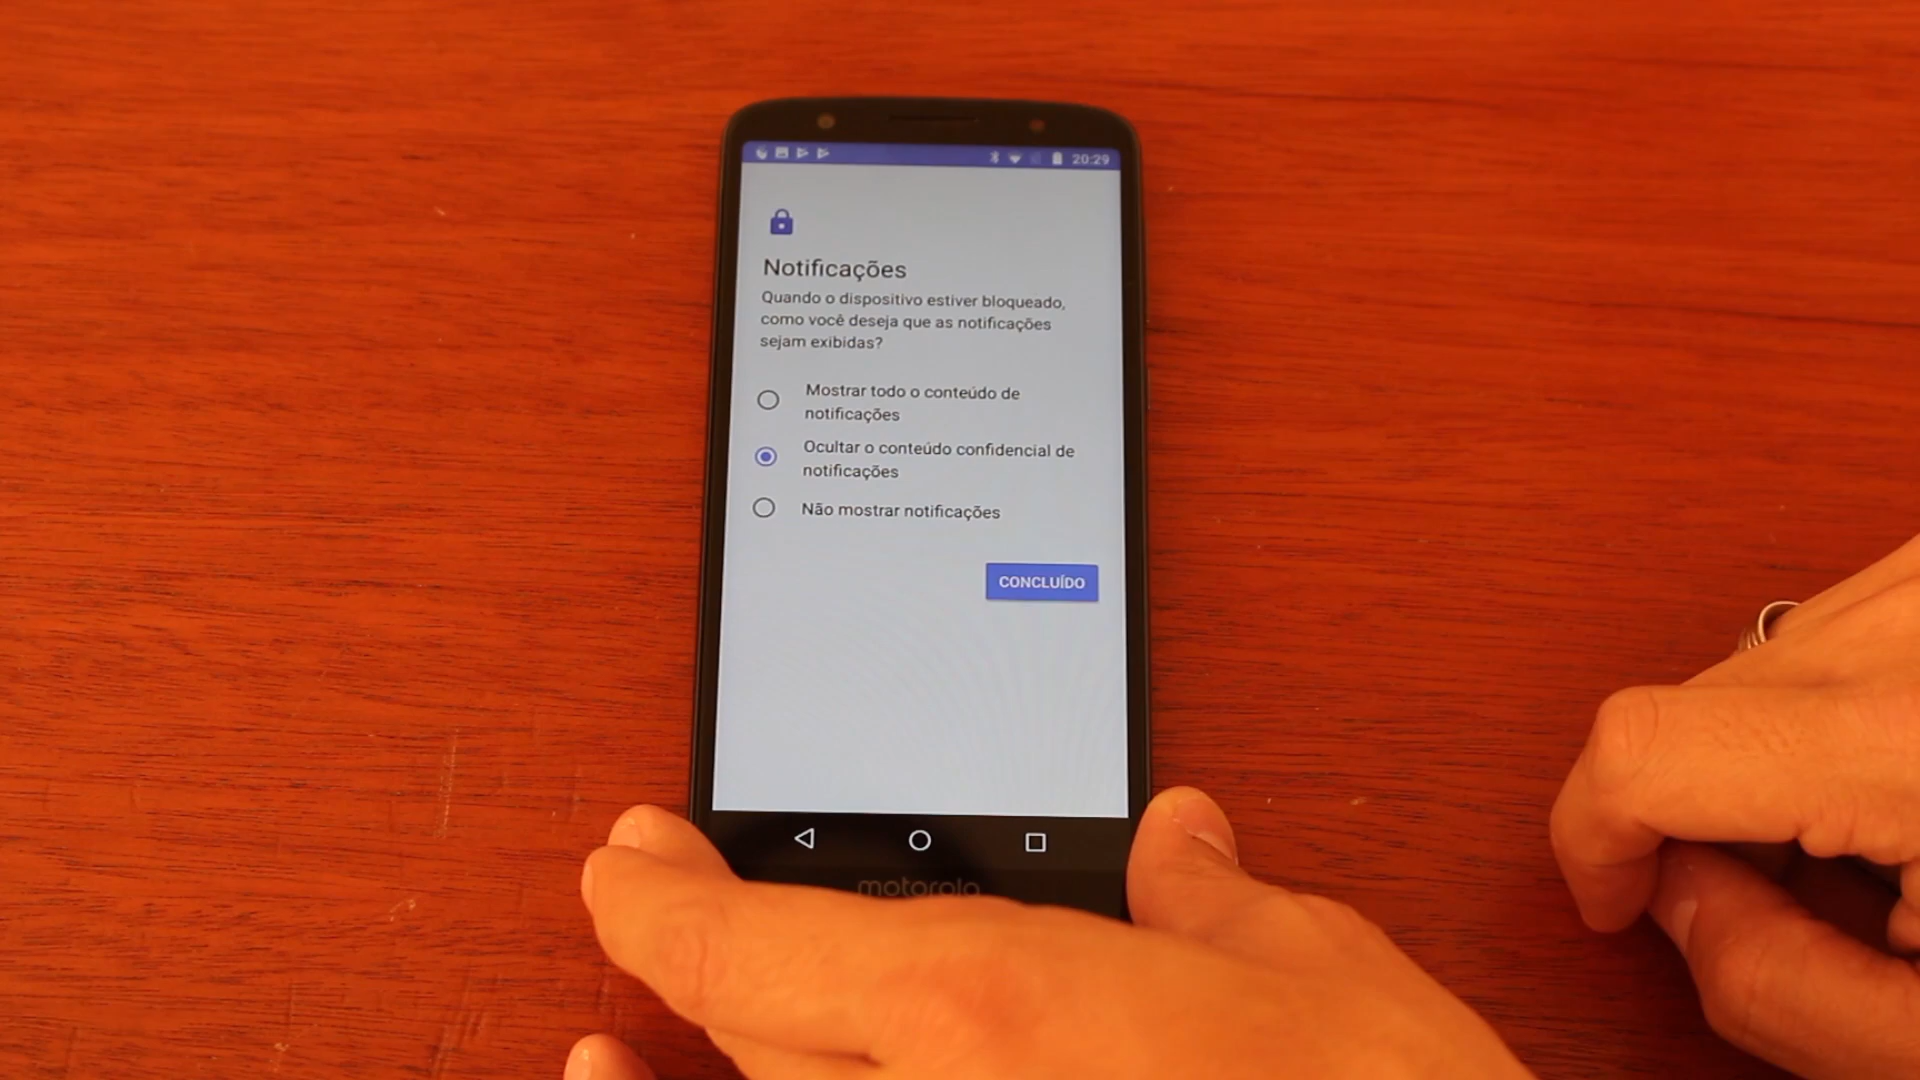 20:29
Notificações
Quando o dispositivo estiver bloqueado,
como você deseja que as notificações
sejam exibidas?
Mostrar todo o conteúdo de
notificações
Ocultar o conteúdo confidencial de
notificações
Não mostrar notificações
CONCLUÍDO
motorola